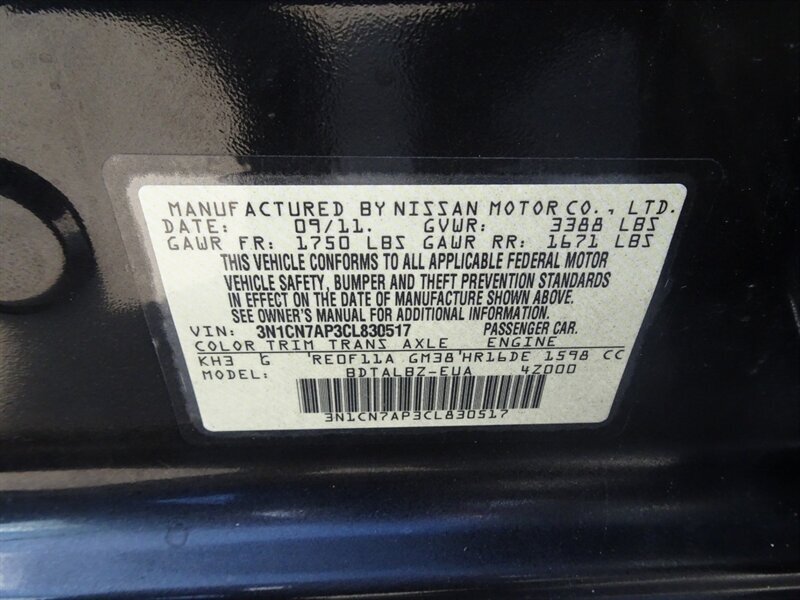 MANUFACTURED BY NISSAN MOTOR CO., LTD.
DATE: 09/11. GVWR: 3388 LBS
GAWR FR: 1750 LBS GAWR RR: 1671 LBS
THIS VEHICLE CONFORMS TO ALL APPLICABLE FEDERAL MOTOR
VEHICLE SAFETY, BUMPER AND THEFT PREVENTION STANDARDS
IN EFFECT ON THE DATE OF MANUFACTURE SHOWN ABOVE.
SEE OWNER'S MANUAL FOR ADDITIONAL INFORMATION.
VIN: 3N1CN7AP3CL830517 PASSENGER CAR.
COLOR TRIM TRANS AXLE ENGINE
KH3 G 'RE0F11A GM38'HR16DE 1598 CC
MODEL: BDTALBZ-EUA 4Z000
3N1CN7AP3CL830517